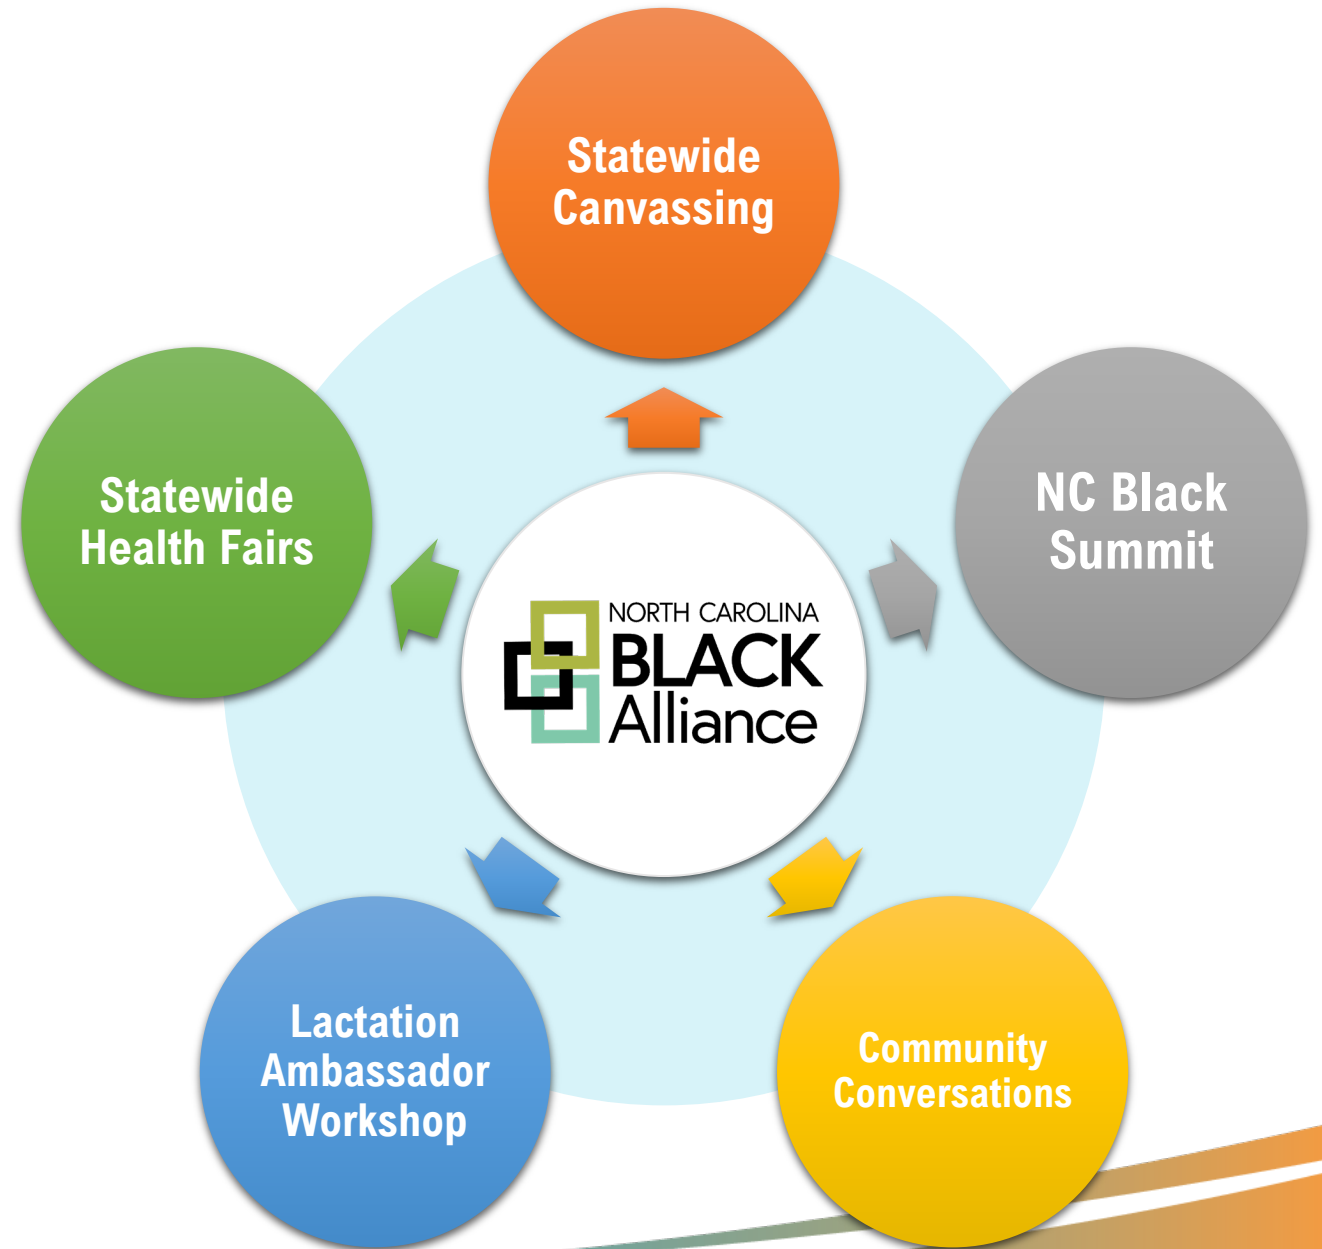 Statewide
Canvassing
NC Black
Summit
Statewide
Health Fairs
NORTH CAROLINA
BLACK
Alliance
Lactation
Ambassador
Workshop
Community
Conversations